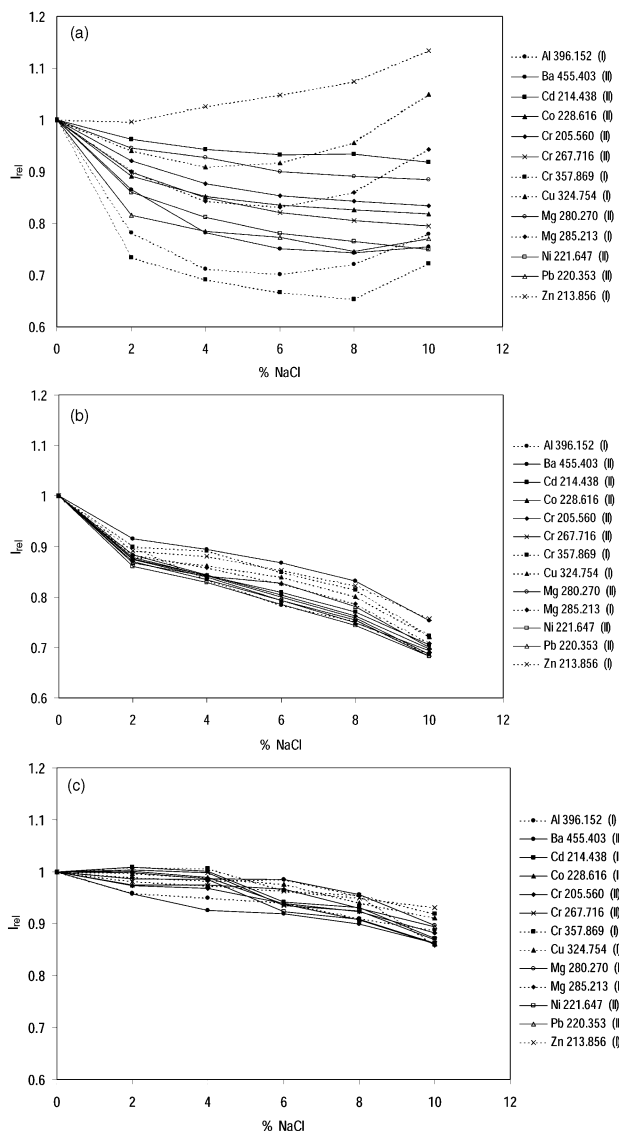 (a)
1.2
1.1
1
0.9
0.8
0.7
0.6
I rel
0 2 4 6 8 10 12
% NaCl
Al 396.152 (I)
Ba 455.403 (II)
Cd 214.438 (II)
Co 228.616 (II)
Cr 205.560 (II)
Cr 267.716 (II)
Cr 357.869 (I)
Cu 324.754 (I)
Mg 280.270 (II)
Mg 285.213 (I)
Ni 221.647 (II)
Pb 220.353 (II)
Zn 213.856 (I)
(b)
1.2
1.1
1
0.9
0.8
0.7
0.6
I rel
0 2 4 6 8 10 12
% NaCl
Al 396.152 (I)
Ba 455.403 (II)
Cd 214.438 (II)
Co 228.616 (II)
Cr 205.560 (II)
Cr 267.716 (II)
Cr 357.869 (I)
Cu 324.754 (I)
Mg 280.270 (II)
Mg 285.213 (I)
Ni 221.647 (II)
Pb 220.353 (II)
Zn 213.856 (I)
(c)
1.2
1.1
1
0.9
0.8
0.7
0.6
I rel
0 2 4 6 8 10 12
% NaCl
Al 396.152 (I)
Ba 455.403 (II
Cd 214.438 (I
Co 228.616 (II
Cr 205.560 (II)
Cr 267.716 (II)
Cr 357.869 (I)
Cu 324.754 (I)
Mg 280.270 (I
Mg 285.213 (I
Ni 221.647 (II)
Pb 220.353 (II
Zn 213.856 (I)